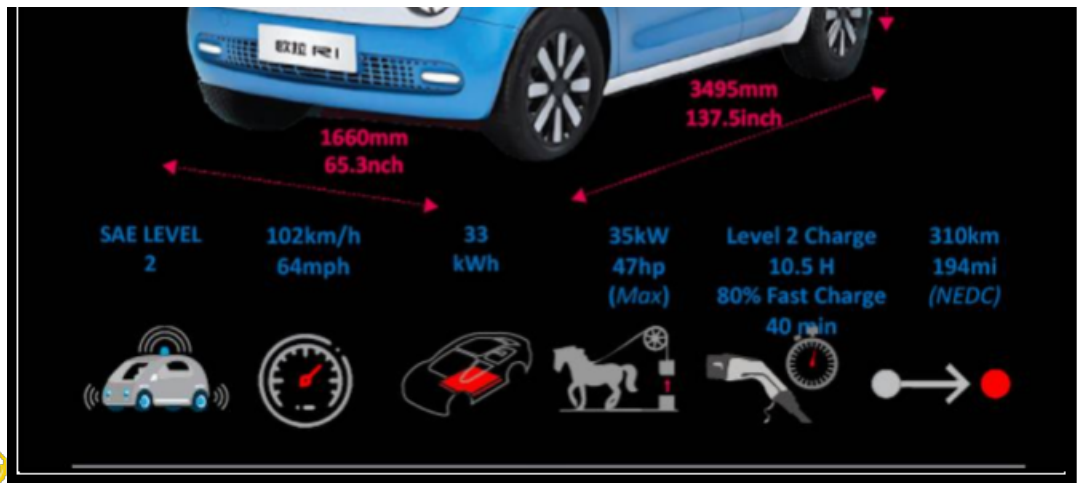 欧拉 R1
3495mm
137.5inch
1660mm
65.3nch
SAE LEVEL
2
102km/h
64mph
33
kWh
35kW
47hp
(Max)
Level 2 Charge
10.5 H
80% Fast Charge
40 min
310km
194mi
(NEDC)